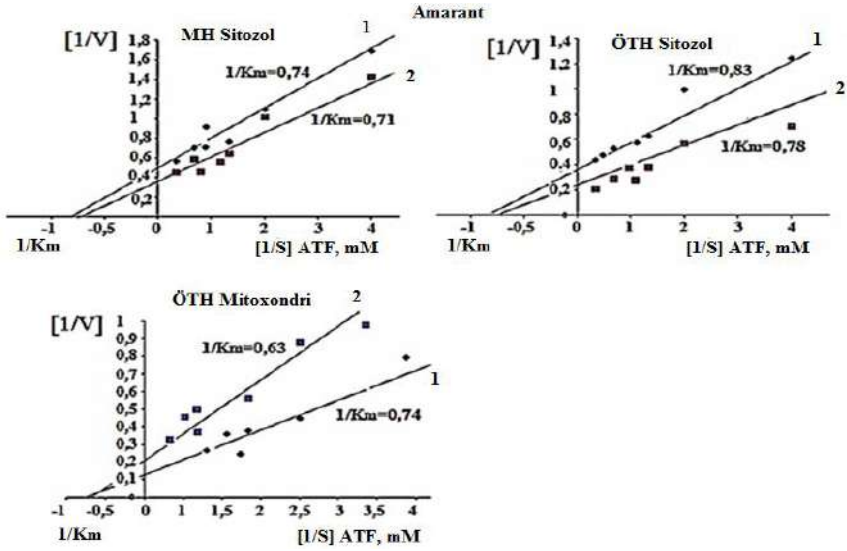 Amarant
MH Sitozol
[1/V]
1,8
1,6
1,4
1,2
1
0,8
0,6
0,4
0,2
1
2
1/Km=0,74
1/Km=0,71
-1
-0,5
0
1
2
3
4
1/Km
[1/S] ATF, mM
ÖTH Sitozol
[1/V]
1,4
1,2
1
0,8
0,6
0,4
0,2
1
2
1/Km=0,83
1/Km=0,78
-1
-0,5
0
1
2
3
4
1/Km
[1/S] ATF, mM
ÖTH Mitoxondri
[1/V]
1
0,9
0,8
0,7
0,6
0,5
0,4
0,3
0,2
0,1
2
1
1/Km=0,63
1/Km=0,74
-1
-0,5
0
1
1,5
2
2,5
3
3,5
4
1/Km
[1/S] ATF, mM